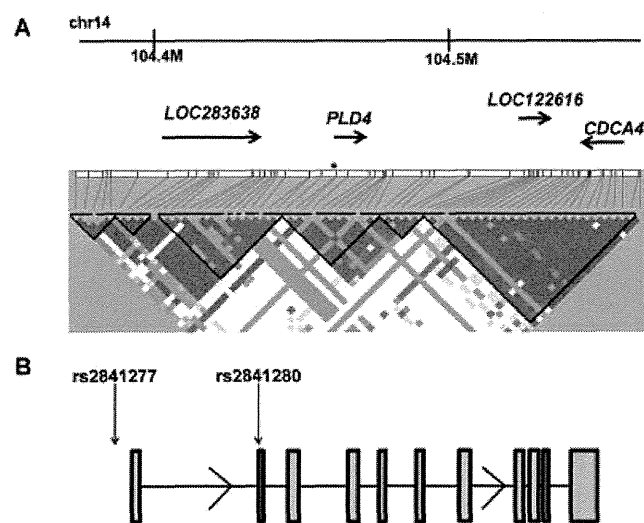 A
chr14
104.4M
104.5M
LOC283638
PLD4
LOC122616
CDCA4
*
B
rs2841277
rs2841280